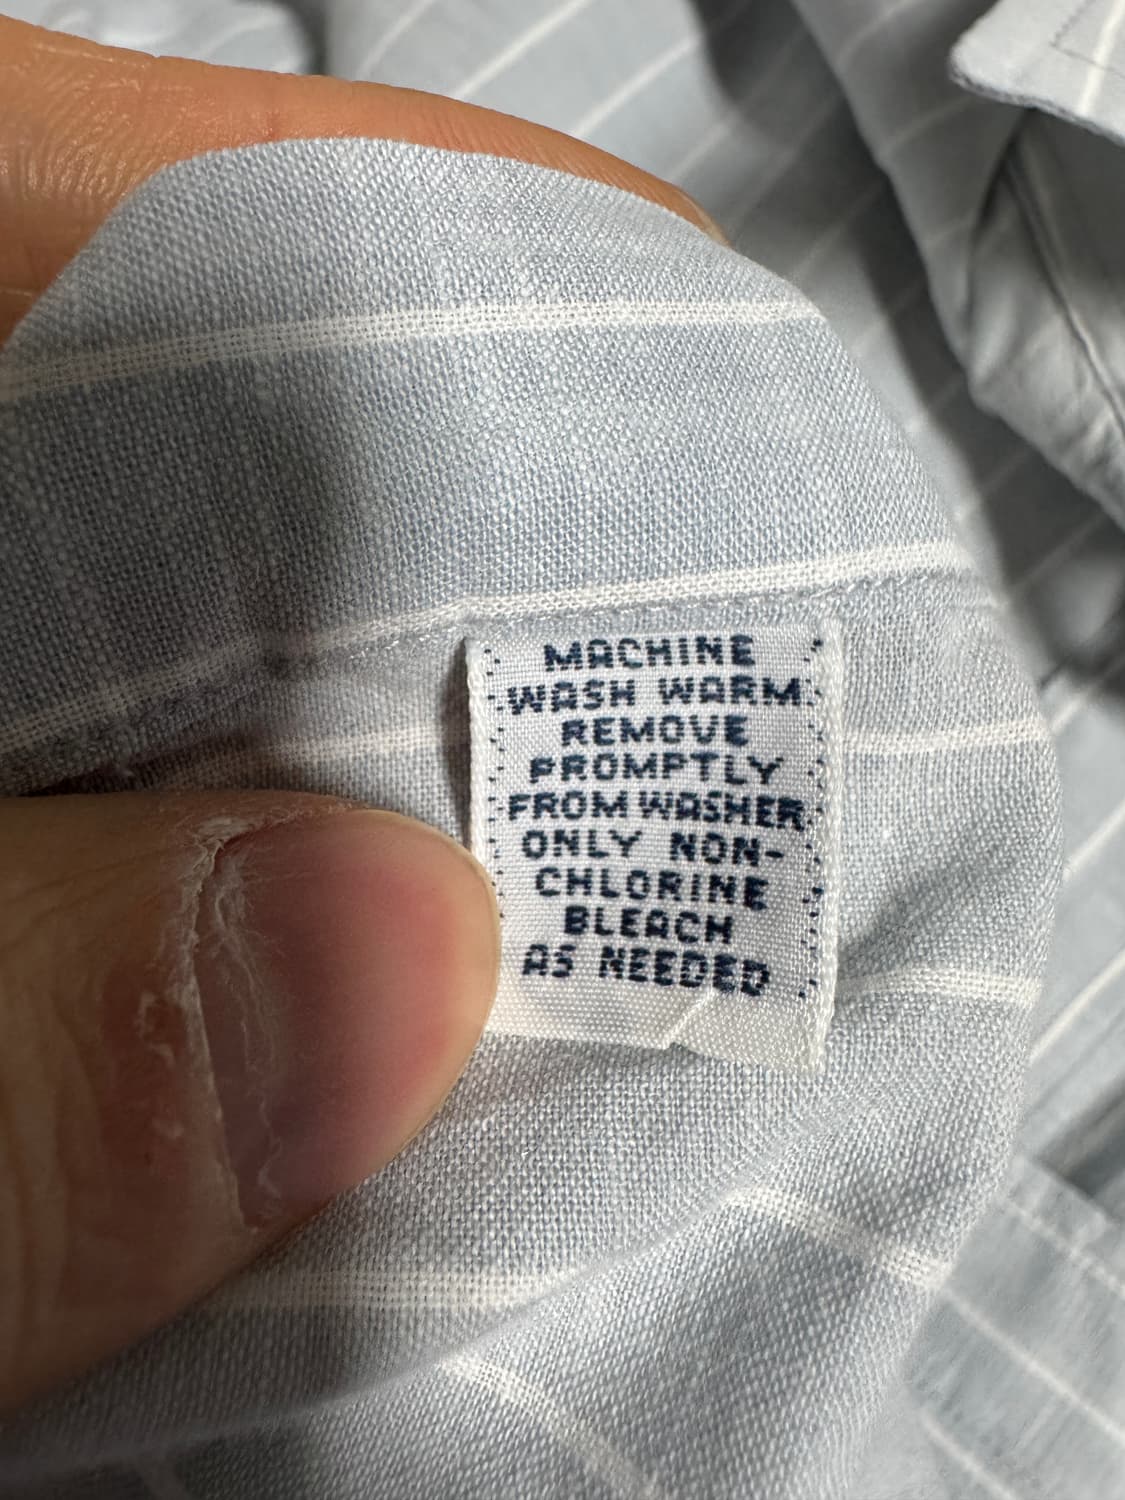 MACHINE
WASH WARM
REMOVE
PROMPTLY
FROM WASHER
ONLY NON-
CHLORINE
BLEACH
AS NEEDED